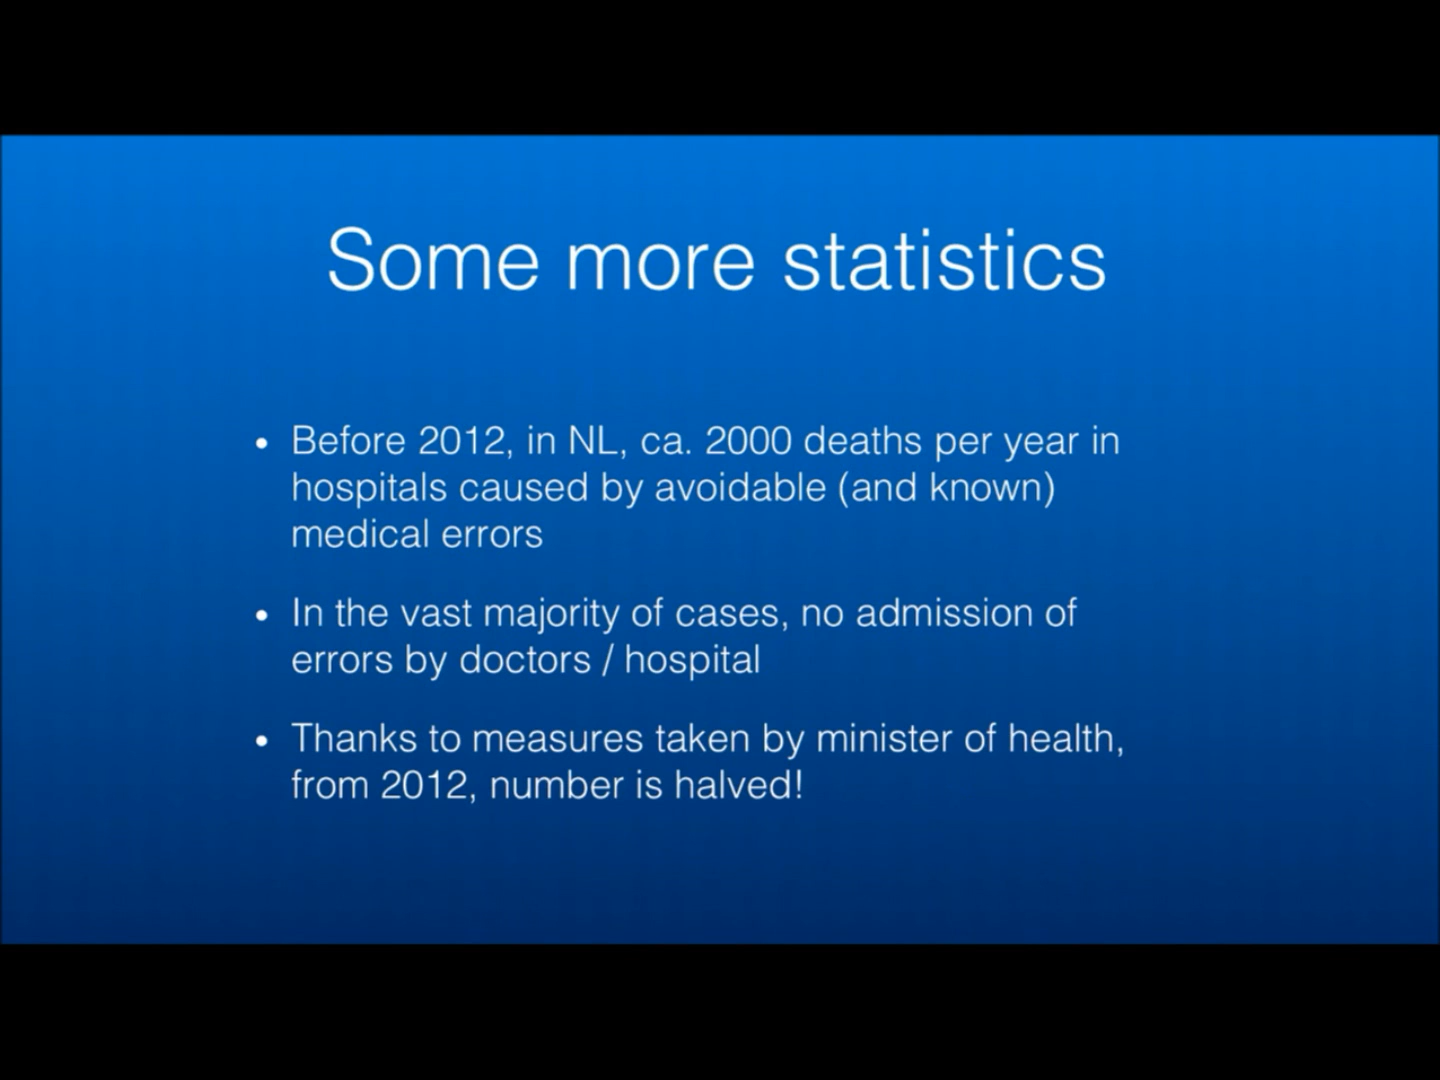 Some more statistics
• Before 2012, in NL, ca. 2000 deaths per year in
hospitals caused by avoidable (and known)
medical errors
• In the vast majority of cases, no admission of
errors by doctors / hospital
• Thanks to measures taken by minister of health,
from 2012, number is halved!